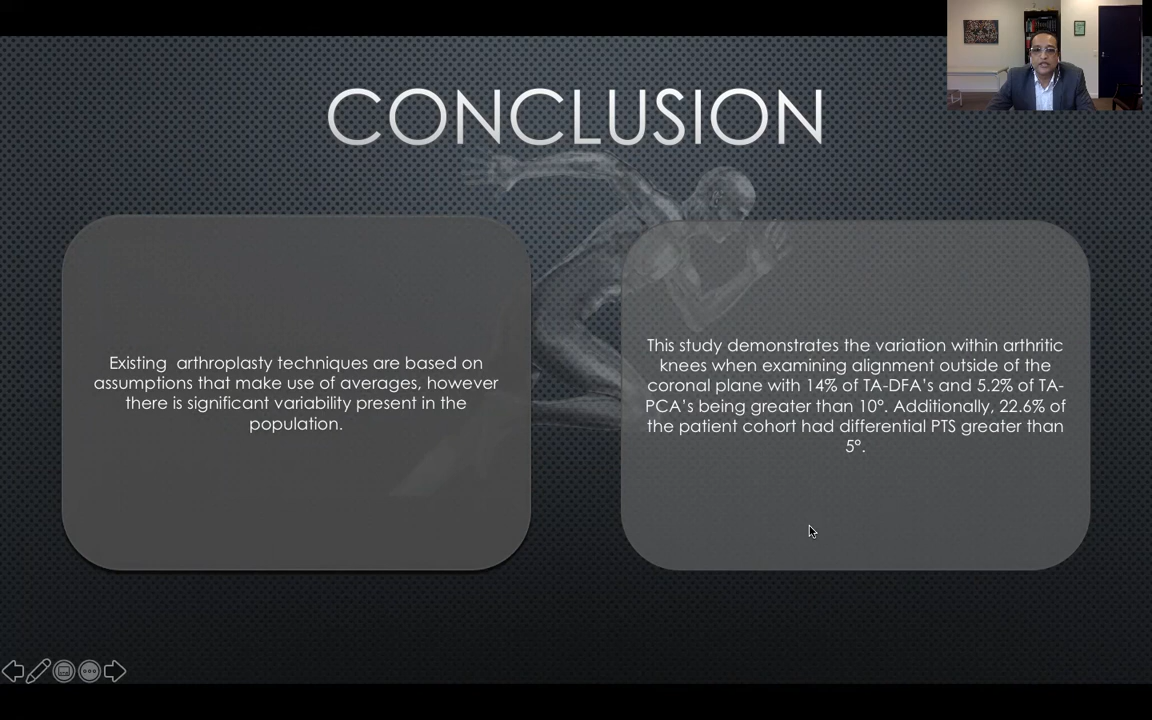 CONCLUSION
Existing  arthroplasty techniques are based on
assumptions that make use of averages, however
there is significant variability present in the
population.
This study demonstrates the variation within arthritic
knees when examining alignment outside of the
coronal plane with 14% of TA-DFA's and 5.2% of TA-
PCA's being greater than 10°. Additionally, 22.6% of
the patient cohort had differential PTS greater than
5°.